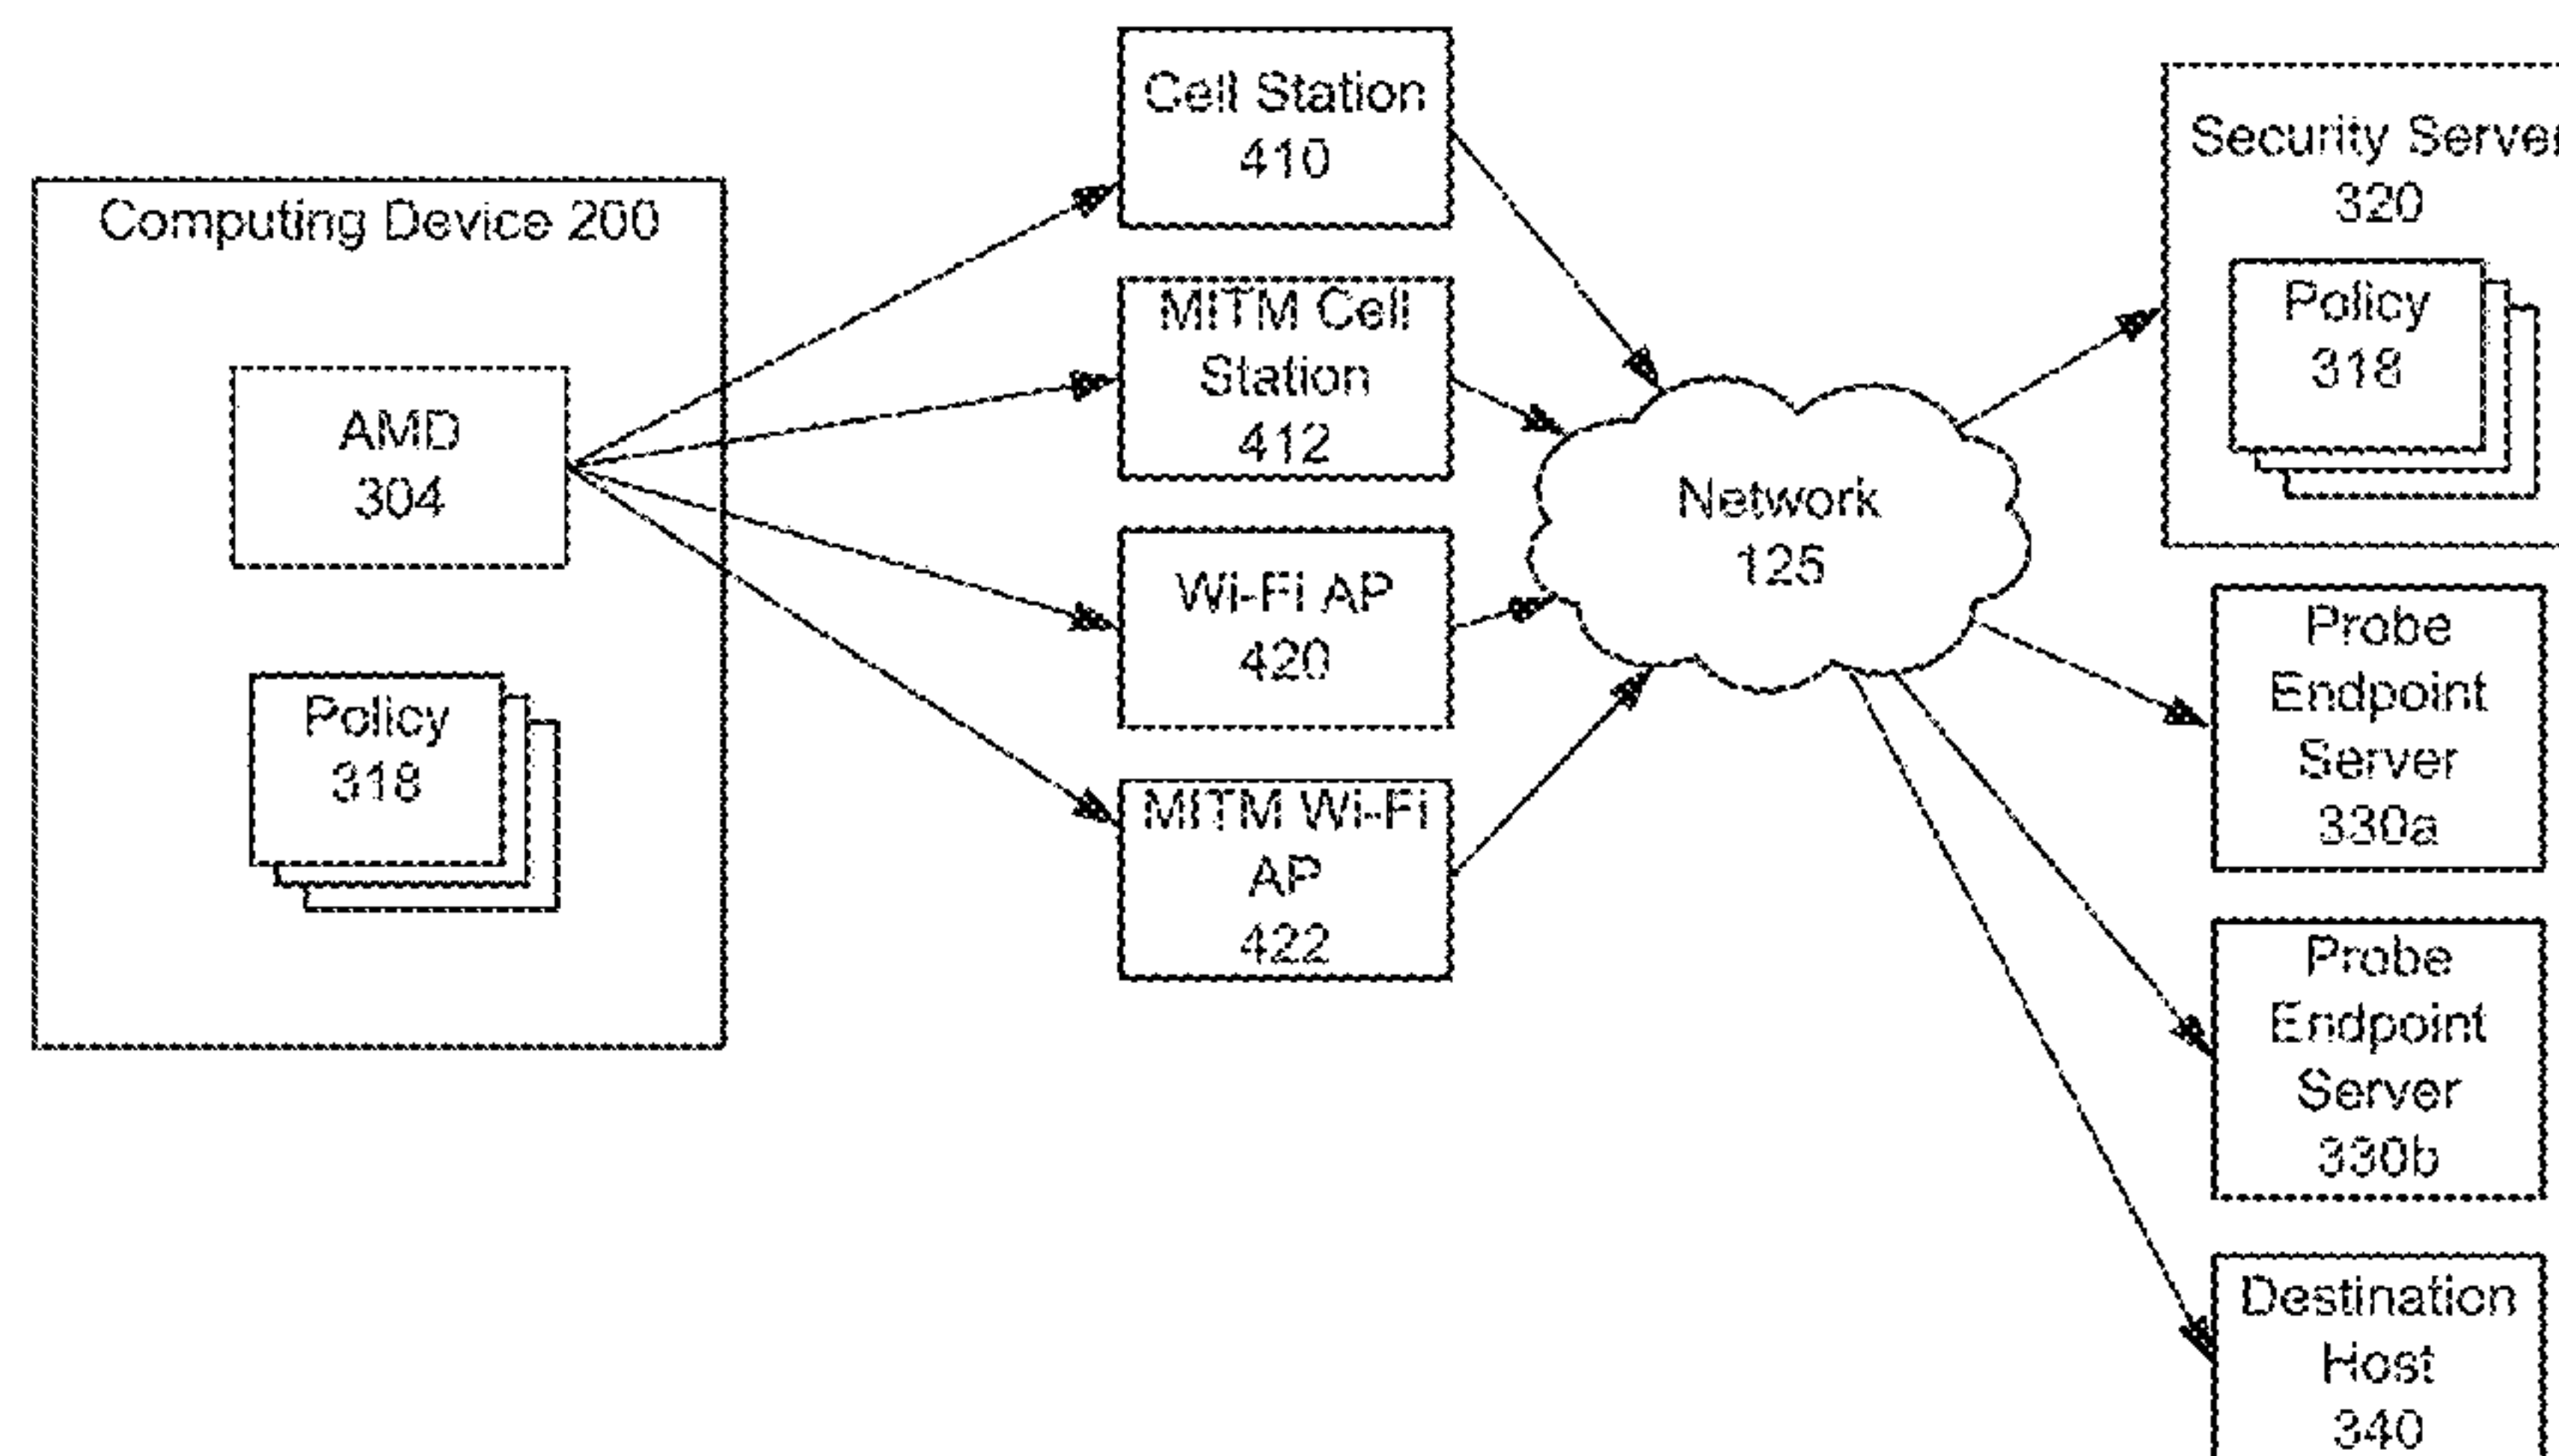 Computing Device 200
AMD
304
Policy
318
Cell Station
410
MITM Cell
Station
412
Wi-Fi AP
420
MITM Wi-Fi
AP
422
Network
125
Security Server
320
Policy
318
Probe
Endpoint
Server
330a
Probe
Endpoint
Server
330b
Destination
Host
340